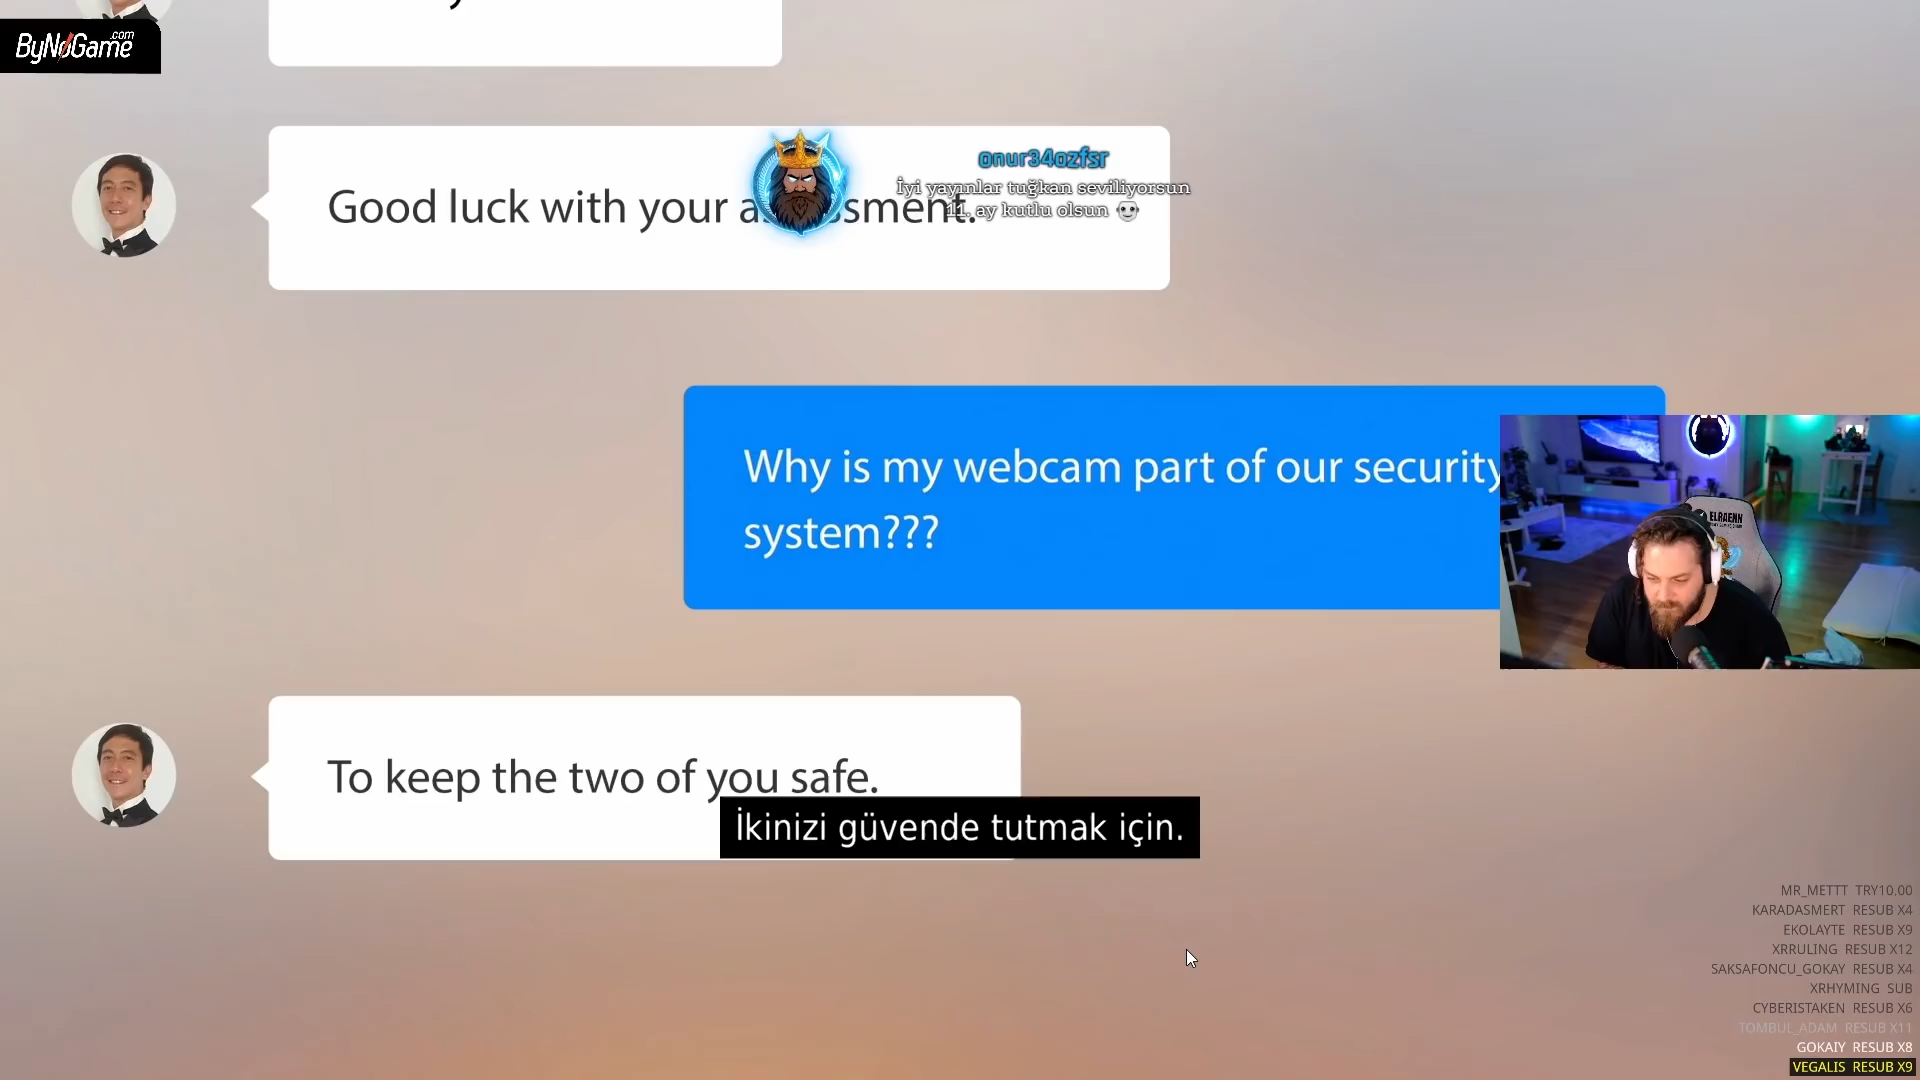 ByNoGame
.com
Good luck with your a
sment.
onur34ozfsr
İyi yayınlar tuğkan seviliyorsun
11. ay kutlu olsun
Why is my webcam part of our security
system???
ELRAENN
To keep the two of you safe.
İkinizi güvende tutmak için.
MR_METTT TRY10.00
KARADASMERT RESUB X4
EKOLAYTE RESUB X9
XRRULING RESUB X12
SAKSAFONCU_GOKAY RESUB X4
XRHYMING SUB
CYBERISTAKEN RESUB X6
TOMBUL_ADAM RESUB X11
GOKAIY RESUB X8
VEGALIS RESUB X9